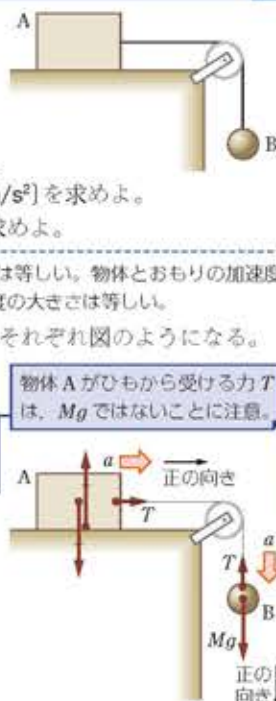 A
B
/s²〕を求めよ。
求めよ。
は等しい。物体とおもりの加速度
度の大きさは等しい。
それぞれ図のようになる。
物体 A がひもから受ける力 T
は，Mg ではないことに注意。
A
a
正の向き
T
a
T
B
Mg
正の
向き